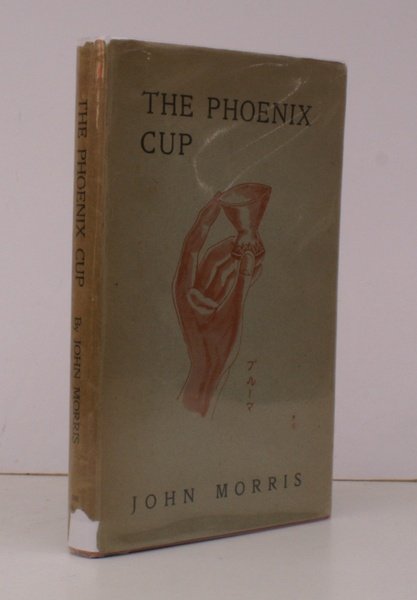 THE PHOENIX
CUP
ブルーマ
JOHN MORRIS
THE PHOENIX CUP By JOHN MORRIS